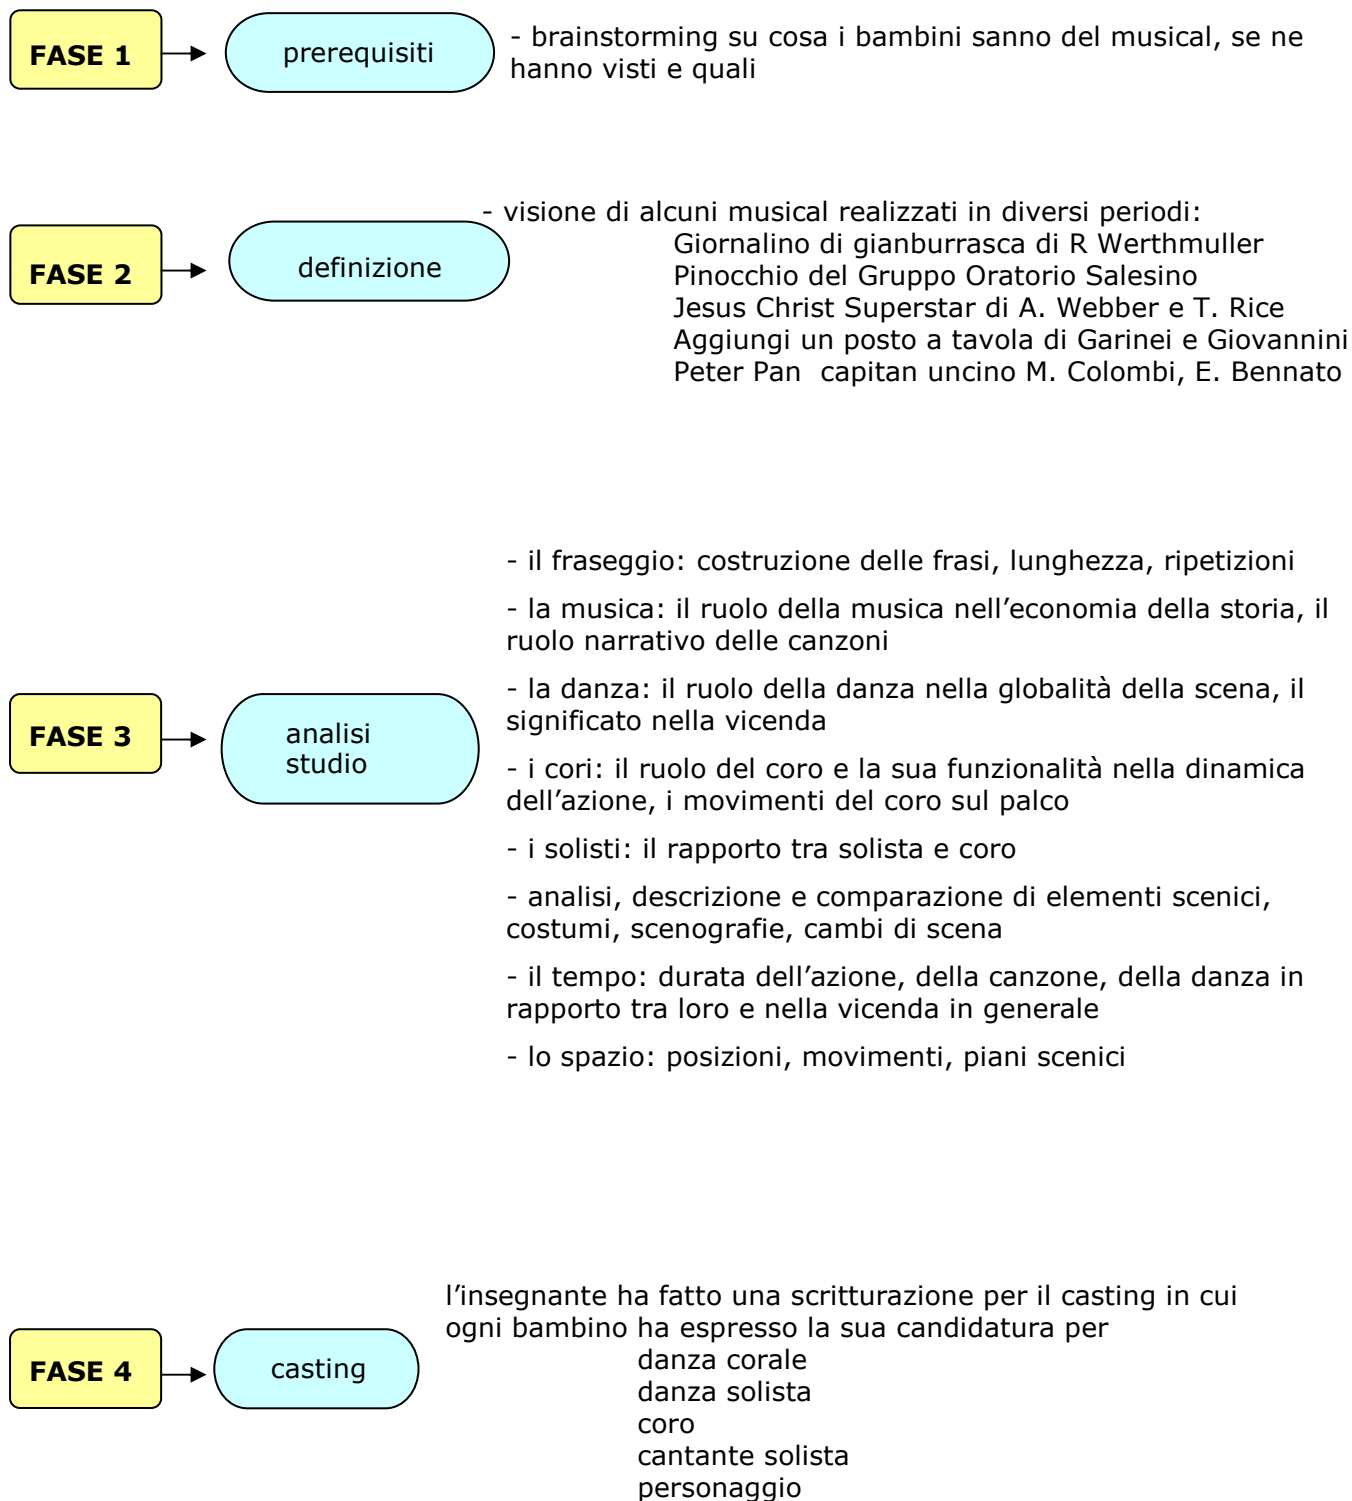 FASE 1
prerequisiti
- brainstorming su cosa i bambini sanno del musical, se ne
hanno visti e quali
- visione di alcuni musical realizzati in diversi periodi:
Giornalino di gianburrasca di R Werthmuller
FASE 2
definizione
Pinocchio del Gruppo Oratorio Salesino
Jesus Christ Superstar di A. Webber e T. Rice
Aggiungi un posto a tavola di Garinei e Giovannini
Peter Pan  capitan uncino M. Colombi, E. Bennato
- il fraseggio: costruzione delle frasi, lunghezza, ripetizioni
- la musica: il ruolo della musica nell’economia della storia, il
ruolo narrativo delle canzoni
- la danza: il ruolo della danza nella globalità della scena, il
significato nella vicenda
FASE 3
analisi
studio
- i cori: il ruolo del coro e la sua funzionalità nella dinamica
dell’azione, i movimenti del coro sul palco
- i solisti: il rapporto tra solista e coro
- analisi, descrizione e comparazione di elementi scenici,
costumi, scenografie, cambi di scena
- il tempo: durata dell’azione, della canzone, della danza in
rapporto tra loro e nella vicenda in generale
- lo spazio: posizioni, movimenti, piani scenici
l’insegnante ha fatto una scritturazione per il casting in cui
ogni bambino ha espresso la sua candidatura per
FASE 4
casting
danza corale
danza solista
coro
cantante solista
personaggio